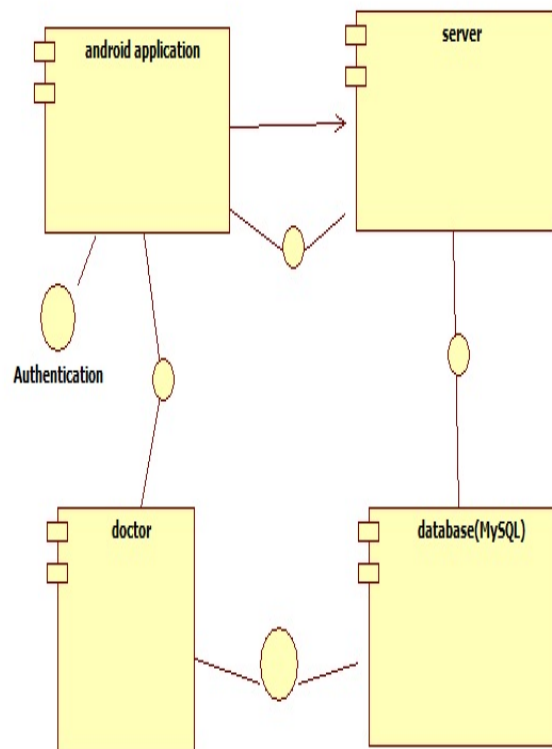 android application
server
Authentication
doctor
database(MySQL)